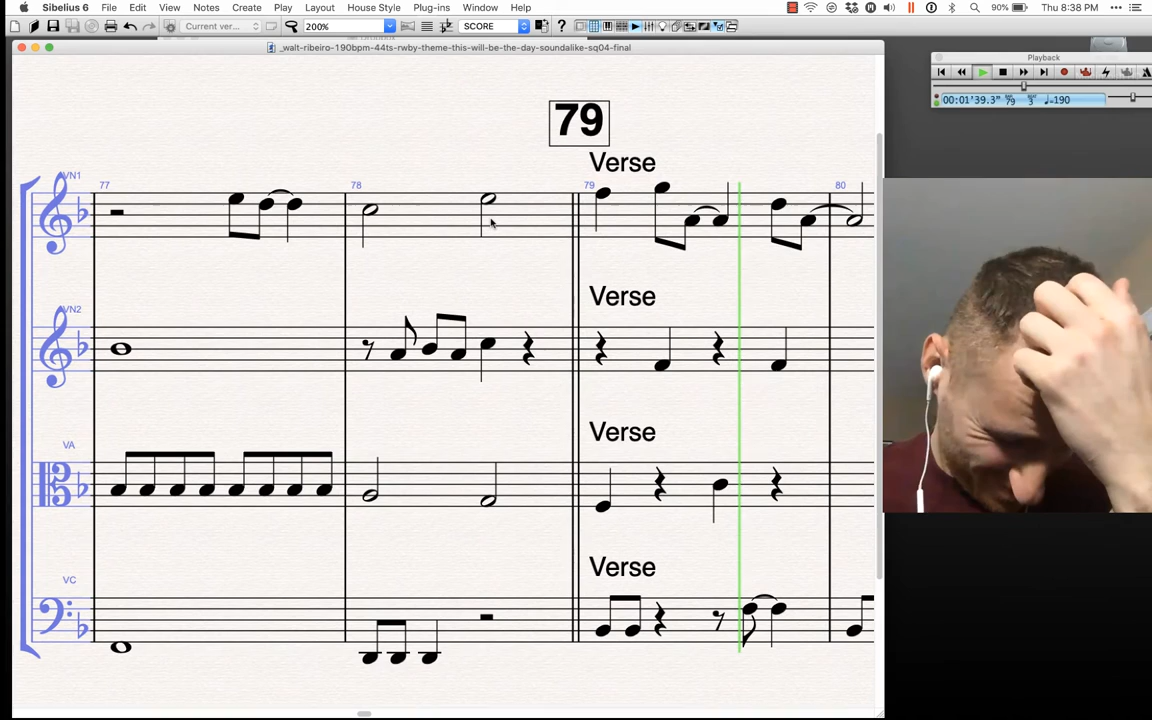 Sibelius 6 File Edit View Notes Create Play Layout House Style Plug-ins Window Help 90% Thu 8:38 PM
Current ver... 200% SCORE ?
_walt-ribeiro-190bpm-44ts-rwby-theme-this-will-be-the-day-soundalike-sq04-final
Playback
00:01'39.3" BAR 79 BEAT 3 ♩=190
79
Verse
VN1 77 78 79 80
Verse
VN2
Verse
VA
Verse
VC